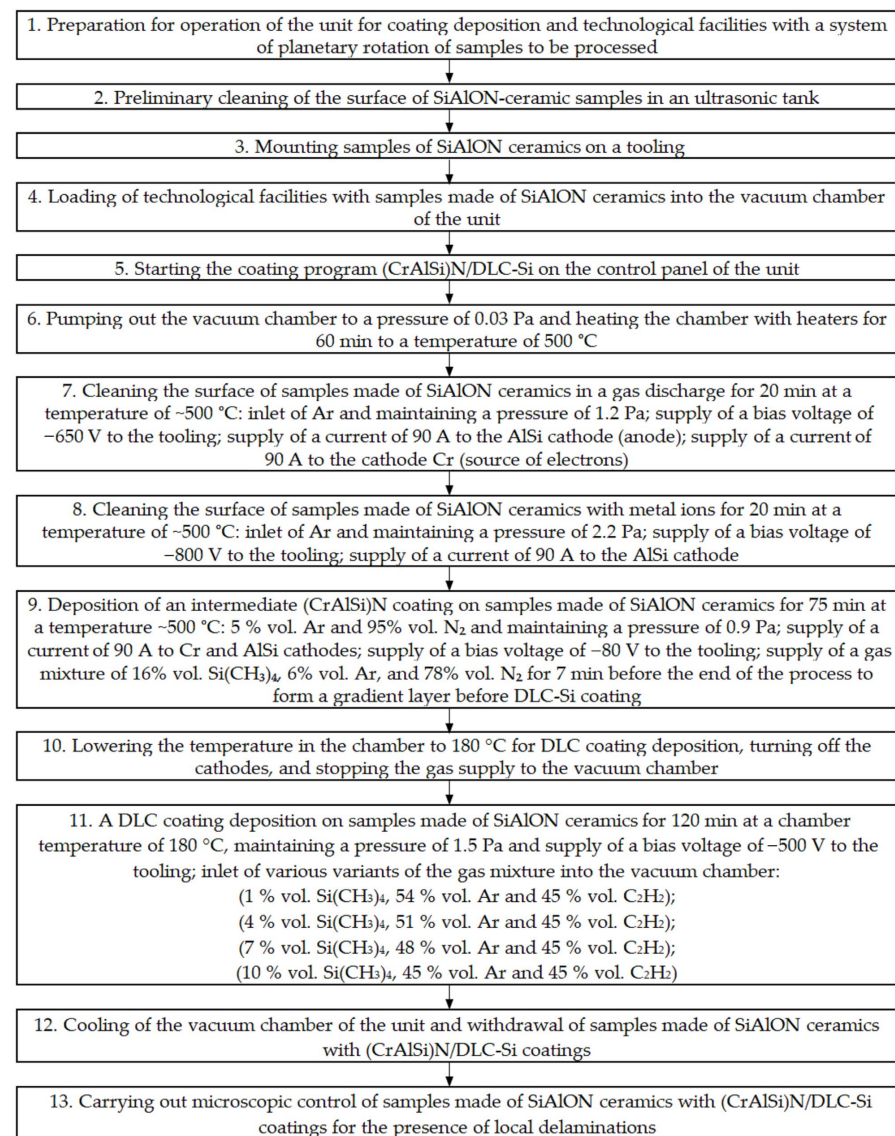 1. Preparation for operation of the unit for coating deposition and technological facilities with a system
of planetary rotation of samples to be processed
2. Preliminary cleaning of the surface of SiAlON-ceramic samples in an ultrasonic tank
3. Mounting samples of SiAlON ceramics on a tooling
4. Loading of technological facilities with samples made of SiAlON ceramics into the vacuum chamber
of the unit
5. Starting the coating program (CrAlSi)N/DLC-Si on the control panel of the unit
6. Pumping out the vacuum chamber to a pressure of 0.03 Pa and heating the chamber with heaters for
60 min to a temperature of 500 °C
7. Cleaning the surface of samples made of SiAlON ceramics in a gas discharge for 20 min at a
temperature of ~500 °C: inlet of Ar and maintaining a pressure of 1.2 Pa; supply of a bias voltage of
−650 V to the tooling; supply of a current of 90 A to the AlSi cathode (anode); supply of a current of
90 A to the cathode Cr (source of electrons)
8. Cleaning the surface of samples made of SiAlON ceramics with metal ions for 20 min at a
temperature of ~500 °C: inlet of Ar and maintaining a pressure of 2.2 Pa; supply of a bias voltage of
−800 V to the tooling; supply of a current of 90 A to the AlSi cathode
9. Deposition of an intermediate (CrAlSi)N coating on samples made of SiAlON ceramics for 75 min at
a temperature ~500 °C: 5 % vol. Ar and 95% vol. N₂ and maintaining a pressure of 0.9 Pa; supply of a
current of 90 A to Cr and AlSi cathodes; supply of a bias voltage of −80 V to the tooling; supply of a gas
mixture of 16% vol. Si(CH₃)₄, 6% vol. Ar, and 78% vol. N₂ for 7 min before the end of the process to
form a gradient layer before DLC-Si coating
10. Lowering the temperature in the chamber to 180 °C for DLC coating deposition, turning off the
cathodes, and stopping the gas supply to the vacuum chamber
11. A DLC coating deposition on samples made of SiAlON ceramics for 120 min at a chamber
temperature of 180 °C, maintaining a pressure of 1.5 Pa and supply of a bias voltage of −500 V to the
tooling; inlet of various variants of the gas mixture into the vacuum chamber:
(1 % vol. Si(CH₃)₄, 54 % vol. Ar and 45 % vol. C₂H₂);
(4 % vol. Si(CH₃)₄, 51 % vol. Ar and 45 % vol. C₂H₂);
(7 % vol. Si(CH₃)₄, 48 % vol. Ar and 45 % vol. C₂H₂);
(10 % vol. Si(CH₃)₄, 45 % vol. Ar and 45 % vol. C₂H₂)
12. Cooling of the vacuum chamber of the unit and withdrawal of samples made of SiAlON ceramics
with (CrAlSi)N/DLC-Si coatings
13. Carrying out microscopic control of samples made of SiAlON ceramics with (CrAlSi)N/DLC-Si
coatings for the presence of local delaminations